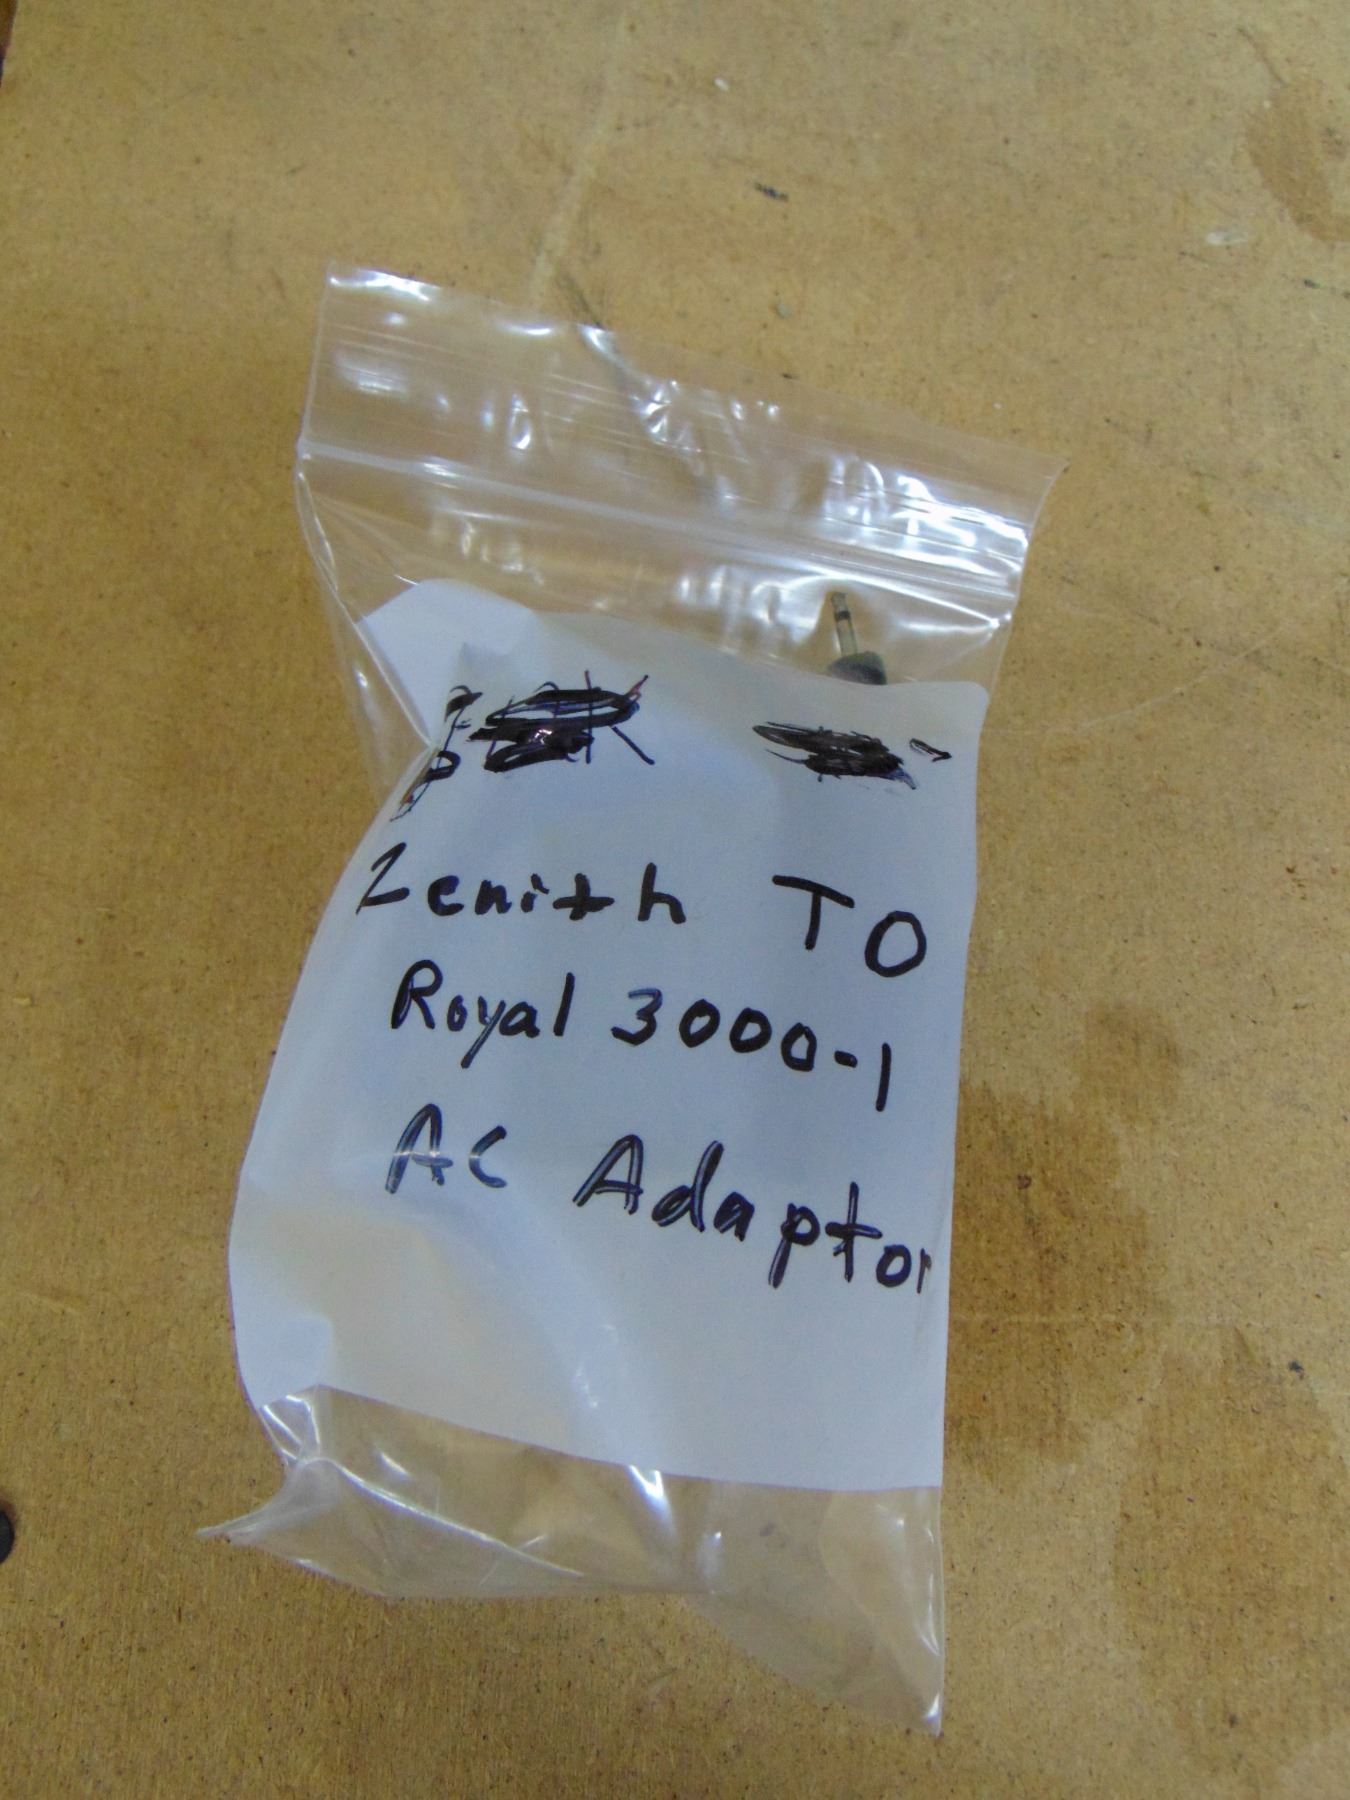 Zenith TO
Royal 3000-1
AC Adaptor